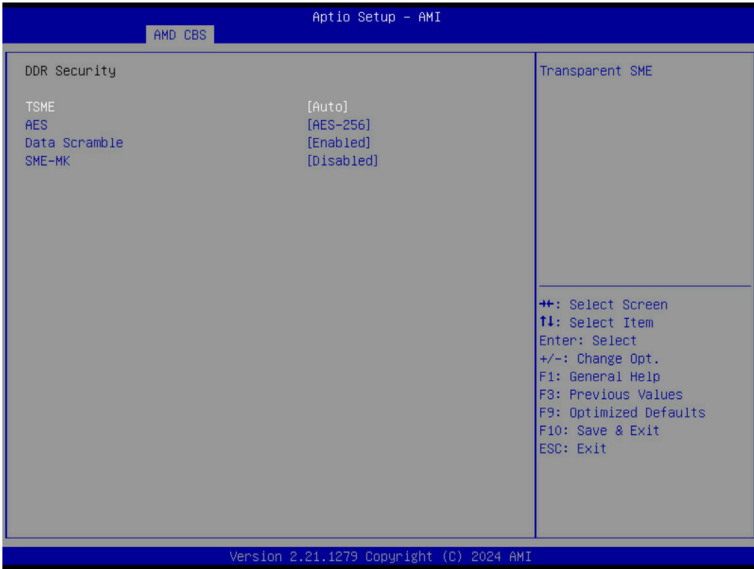 Aptio Setup – AMI
AMD CBS
DDR Security
TSME [Auto]
AES [AES-256]
Data Scramble [Enabled]
SME-MK [Disabled]
Transparent SME
→←: Select Screen
↑↓: Select Item
Enter: Select
+/-: Change Opt.
F1: General Help
F3: Previous Values
F9: Optimized Defaults
F10: Save & Exit
ESC: Exit
Version 2.21.1279 Copyright (C) 2024 AMI